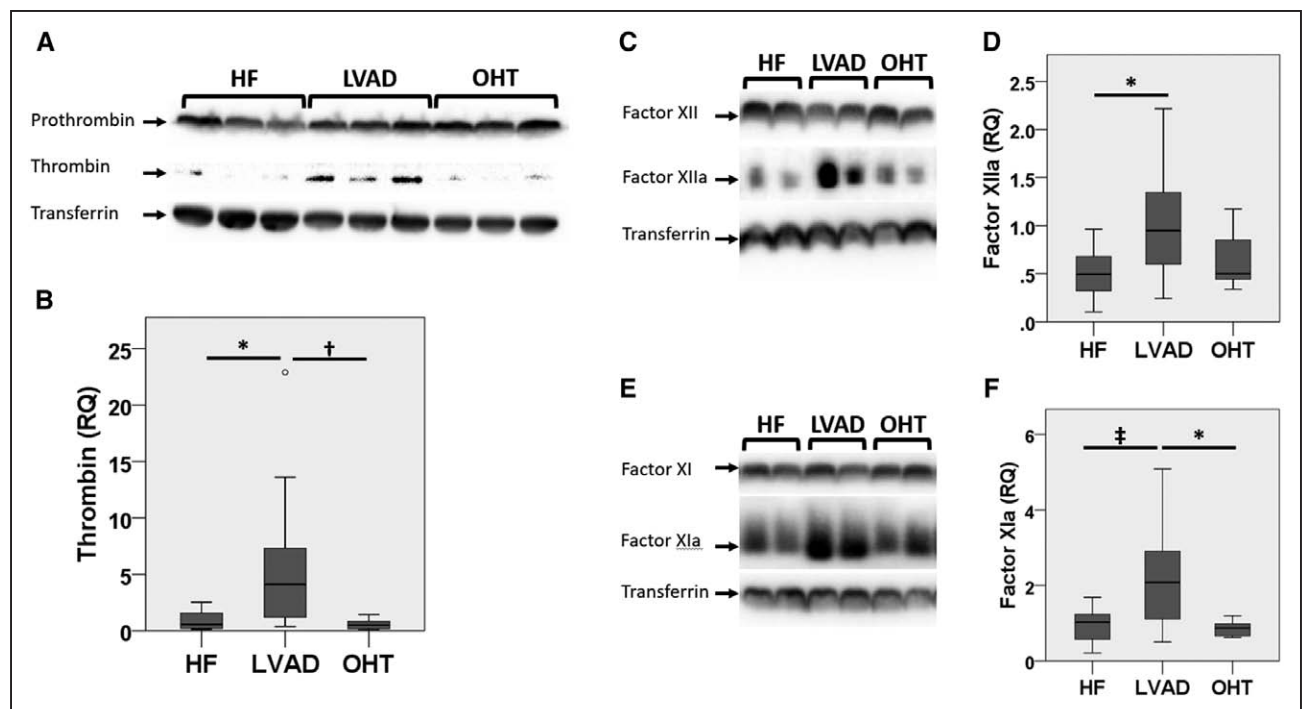 A
HF LVAD OHT
Prothrombin
Thrombin
Transferrin
B
Thrombin (RQ)
25
20
15
10
5
0
* †
HF LVAD OHT
C
HF LVAD OHT
Factor XII
Factor XIIa
Transferrin
D
Factor XIIa (RQ)
2.5
2.0
1.5
1.0
.5
.0
*
HF LVAD OHT
E
HF LVAD OHT
Factor XI
Factor XIa
Transferrin
F
Factor XIa (RQ)
6
4
2
0
‡ *
HF LVAD OHT